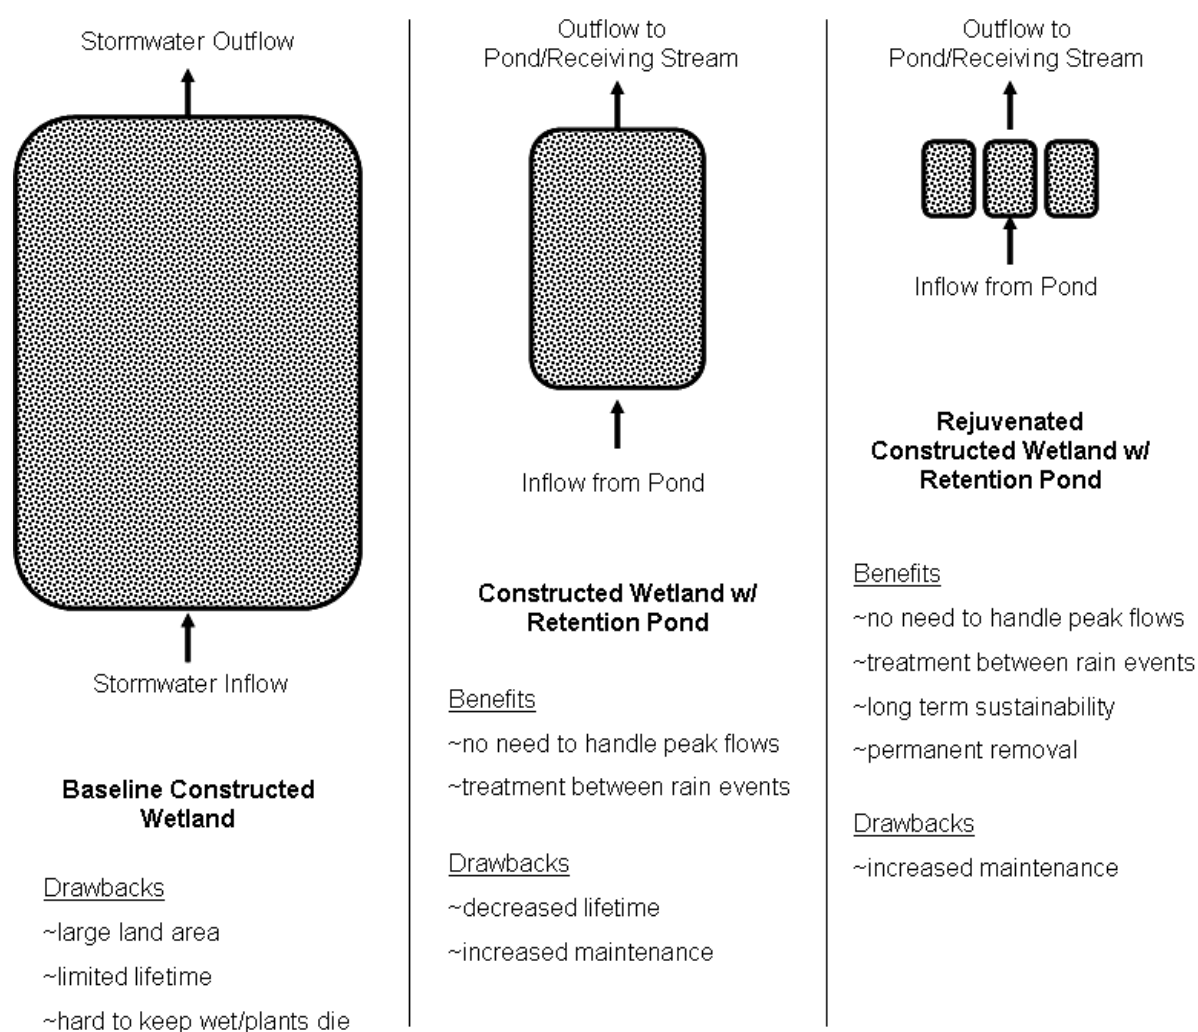 Stormwater Outflow
Stormwater Inflow
Baseline Constructed
Wetland
Drawbacks
~large land area
~limited lifetime
~hard to keep wet/plants die
Outflow to
Pond/Receiving Stream
Inflow from Pond
Constructed Wetland w/
Retention Pond
Benefits
~no need to handle peak flows
~treatment between rain events
Drawbacks
~decreased lifetime
~increased maintenance
Outflow to
Pond/Receiving Stream
Inflow from Pond
Rejuvenated
Constructed Wetland w/
Retention Pond
Benefits
~no need to handle peak flows
~treatment between rain events
~long term sustainability
~permanent removal
Drawbacks
~increased maintenance